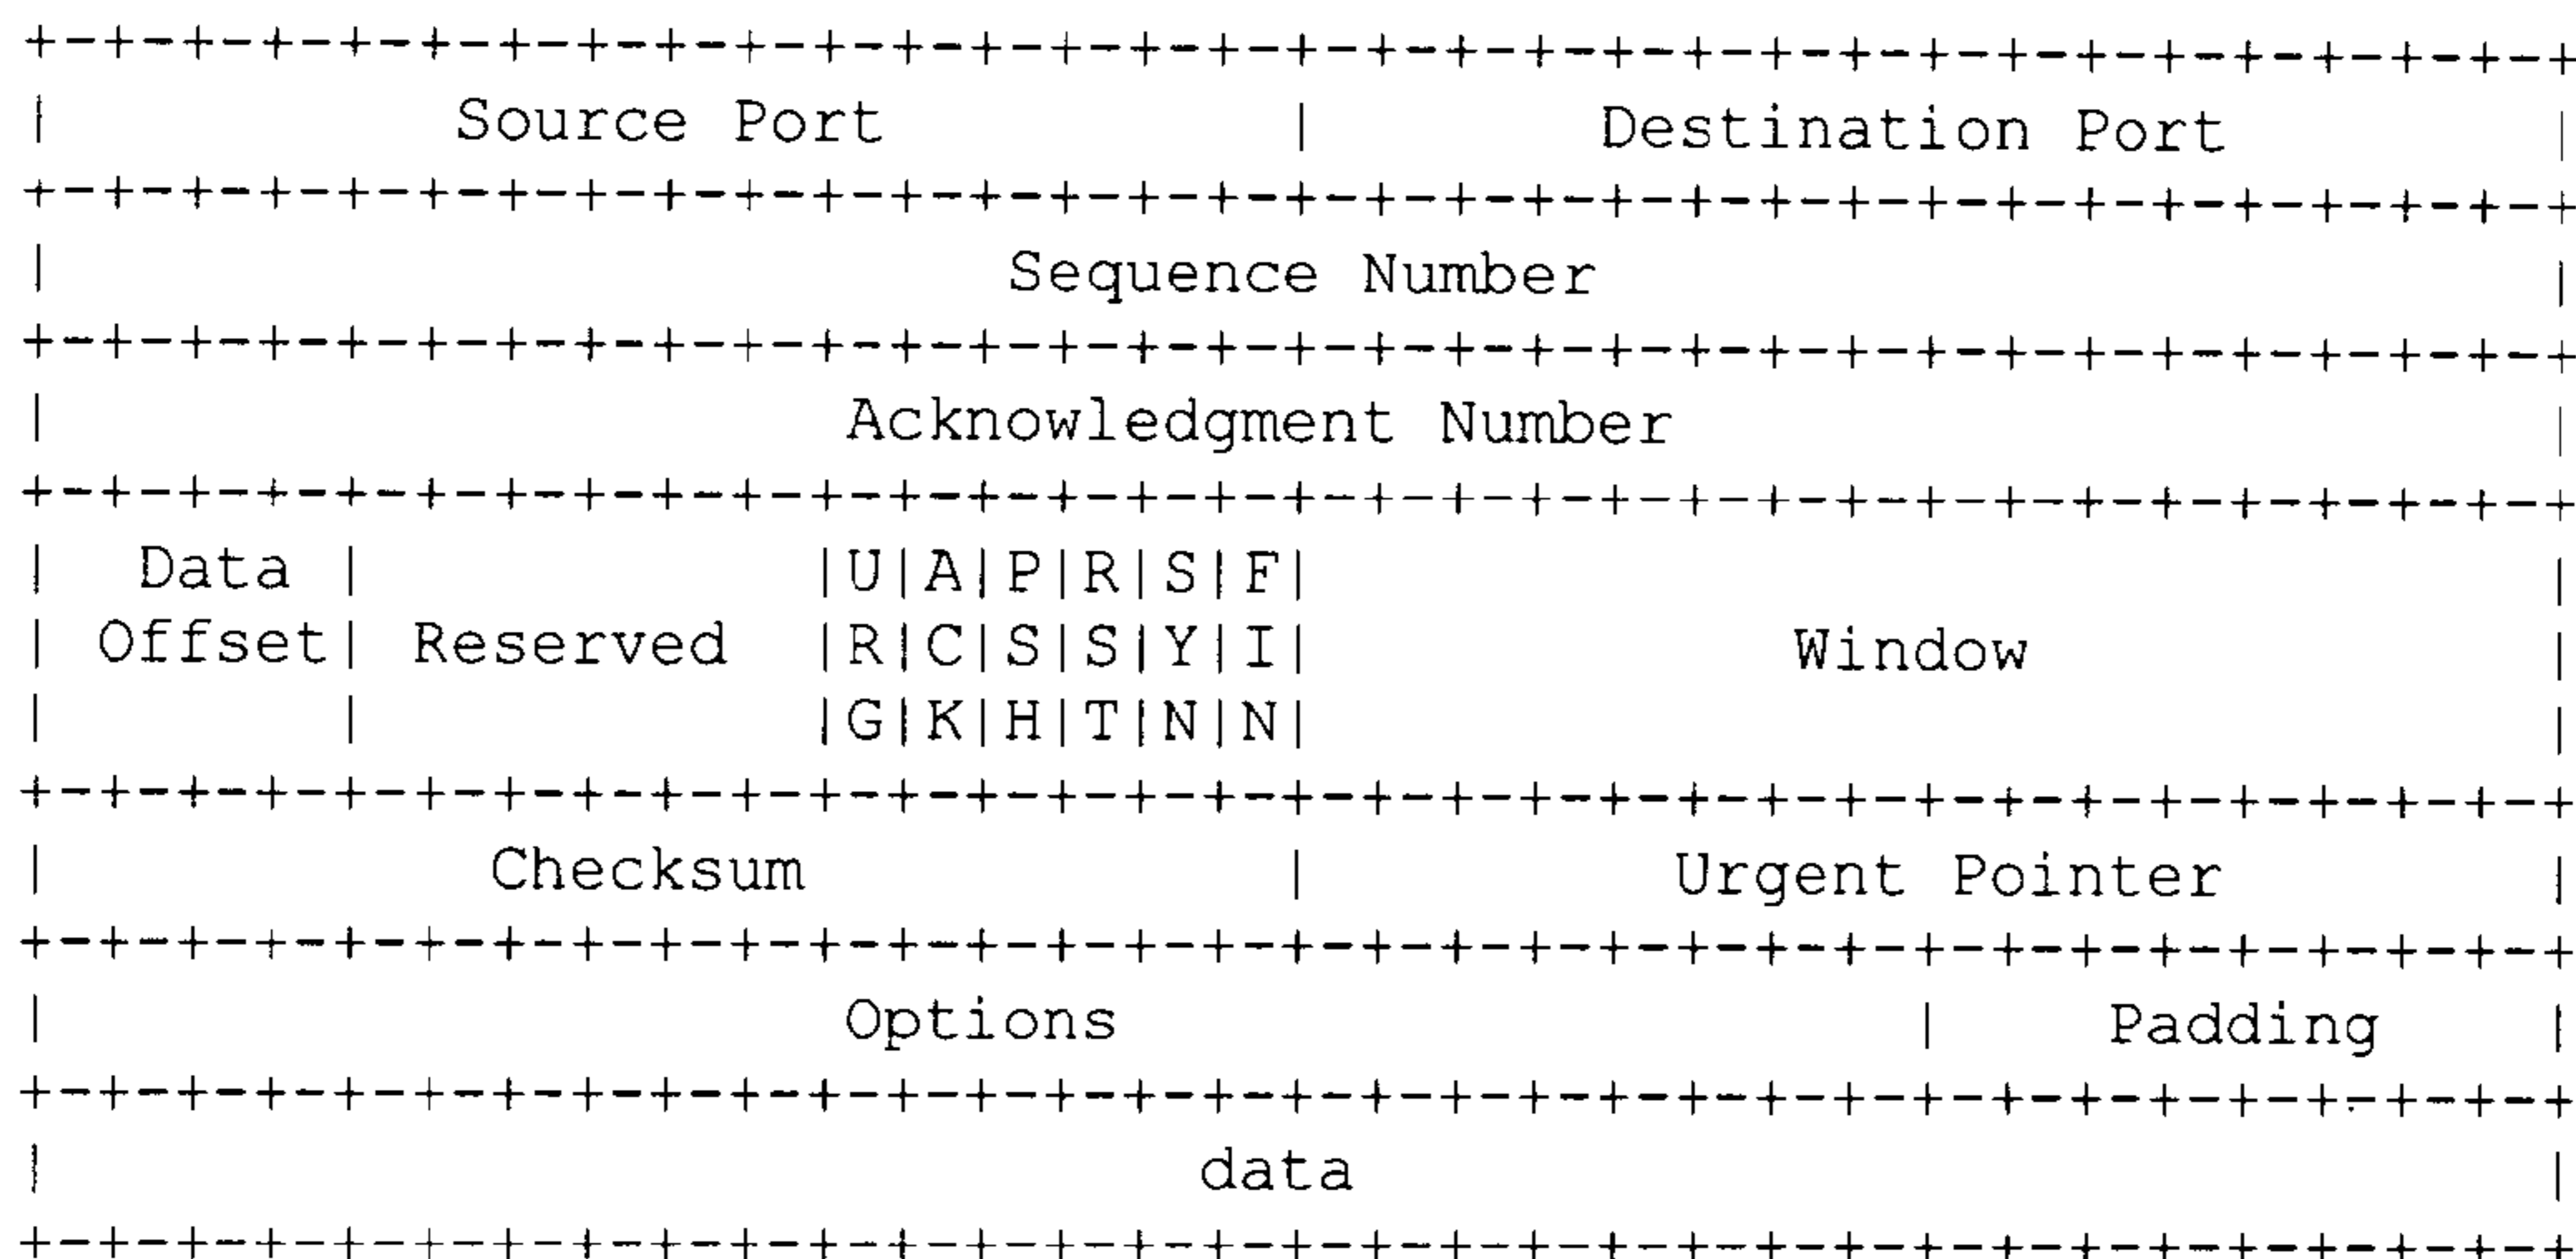 +-+-+-+-+-+-+-+-+-+-+-+-+-+-+-+-+-+-+-+-+-+-+-+-+-+-+-+-+-+-+-+-+
|          Source Port          |       Destination Port        |
+-+-+-+-+-+-+-+-+-+-+-+-+-+-+-+-+-+-+-+-+-+-+-+-+-+-+-+-+-+-+-+-+
|                        Sequence Number                        |
+-+-+-+-+-+-+-+-+-+-+-+-+-+-+-+-+-+-+-+-+-+-+-+-+-+-+-+-+-+-+-+-+
|                    Acknowledgment Number                      |
+-+-+-+-+-+-+-+-+-+-+-+-+-+-+-+-+-+-+-+-+-+-+-+-+-+-+-+-+-+-+-+-+
|  Data |           |U|A|P|R|S|F|                               |
| Offset| Reserved  |R|C|S|S|Y|I|            Window             |
|       |           |G|K|H|T|N|N|                               |
+-+-+-+-+-+-+-+-+-+-+-+-+-+-+-+-+-+-+-+-+-+-+-+-+-+-+-+-+-+-+-+-+
|           Checksum            |         Urgent Pointer        |
+-+-+-+-+-+-+-+-+-+-+-+-+-+-+-+-+-+-+-+-+-+-+-+-+-+-+-+-+-+-+-+-+
|                    Options                    |    Padding    |
+-+-+-+-+-+-+-+-+-+-+-+-+-+-+-+-+-+-+-+-+-+-+-+-+-+-+-+-+-+-+-+-+
|                             data                              |
+-+-+-+-+-+-+-+-+-+-+-+-+-+-+-+-+-+-+-+-+-+-+-+-+-+-+-+-+-+-+-+-+